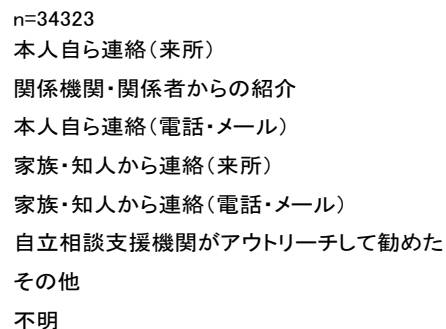 n=34323
本人自ら連絡（来所）
関係機関・関係者からの紹介
本人自ら連絡（電話・メール）
家族・知人から連絡（来所）
家族・知人から連絡（電話・メール）
自立相談支援機関がアウトリーチして勧めた
その他
不明